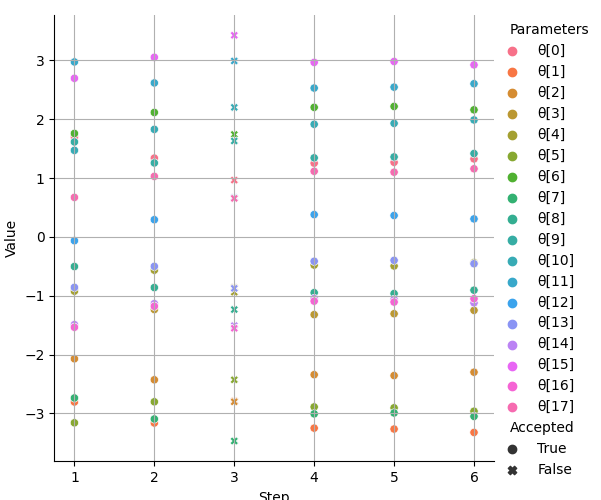 Value
3
2
1
0
−1
−2
−3
1 2 3 4 5 6
Step
Parameters
θ[0]
θ[1]
θ[2]
θ[3]
θ[4]
θ[5]
θ[6]
θ[7]
θ[8]
θ[9]
θ[10]
θ[11]
θ[12]
θ[13]
θ[14]
θ[15]
θ[16]
θ[17]
Accepted
True
False